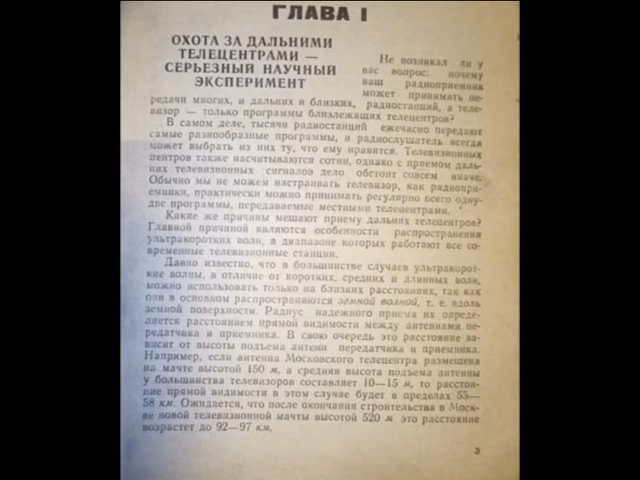 ГЛАВА I
ОХОТА ЗА ДАЛЬНИМИ
ТЕЛЕЦЕНТРАМИ —
СЕРЬЕЗНЫЙ НАУЧНЫЙ
ЭКСПЕРИМЕНТ
Не возникал ли у
вас вопрос: почему
ваш радиоприемник
может принимать пе-
редачи многих, и дальних и близких, радиостанций, а теле-
визор — только программы близлежащих телецентров?
В самом деле, тысячи радиостанций ежечасно передают
самые разнообразные программы, и радиослушатель всегда
может выбрать из них ту, что ему нравится. Телевизионных
центров также насчитываются сотни, однако с приемом даль-
них телевизионных сигналов дело обстоит совсем иначе.
Обычно мы не можем настраивать телевизор, как радиопри-
емники, практически можно принимать регулярно всего одну-
две программы, передаваемые местными телецентрами.
Какие же причины мешают приему дальних телецентров?
Главной причиной являются особенности распространения
ультракоротких волн, в диапазоне которых работают все со-
временные телевизионные станции.
Давно известно, что в большинстве случаев ультракорот-
кие волны, в отличие от коротких, средних и длинных волн,
можно использовать только на близких расстояниях, так как
они в основном распространяются земной волной, т. е. вдоль
земной поверхности. Радиус надежного приема их опреде-
ляется расстоянием прямой видимости между антеннами пе-
редатчика и приемника. В свою очередь это расстояние за-
висит от высоты подъема антенн передатчика и приемника.
Например, если антенна Московского телецентра размещена
на мачте высотой 150 м, а средняя высота подъема антенны
у большинства телевизоров составляет 10—15 м, то расстоя-
ние прямой видимости в этом случае будет в пределах 55—
58 км. Ожидается, что после окончания строительства в Моск-
ве новой телевизионной мачты высотой 520 м это расстояние
возрастет до 92—97 км.
3